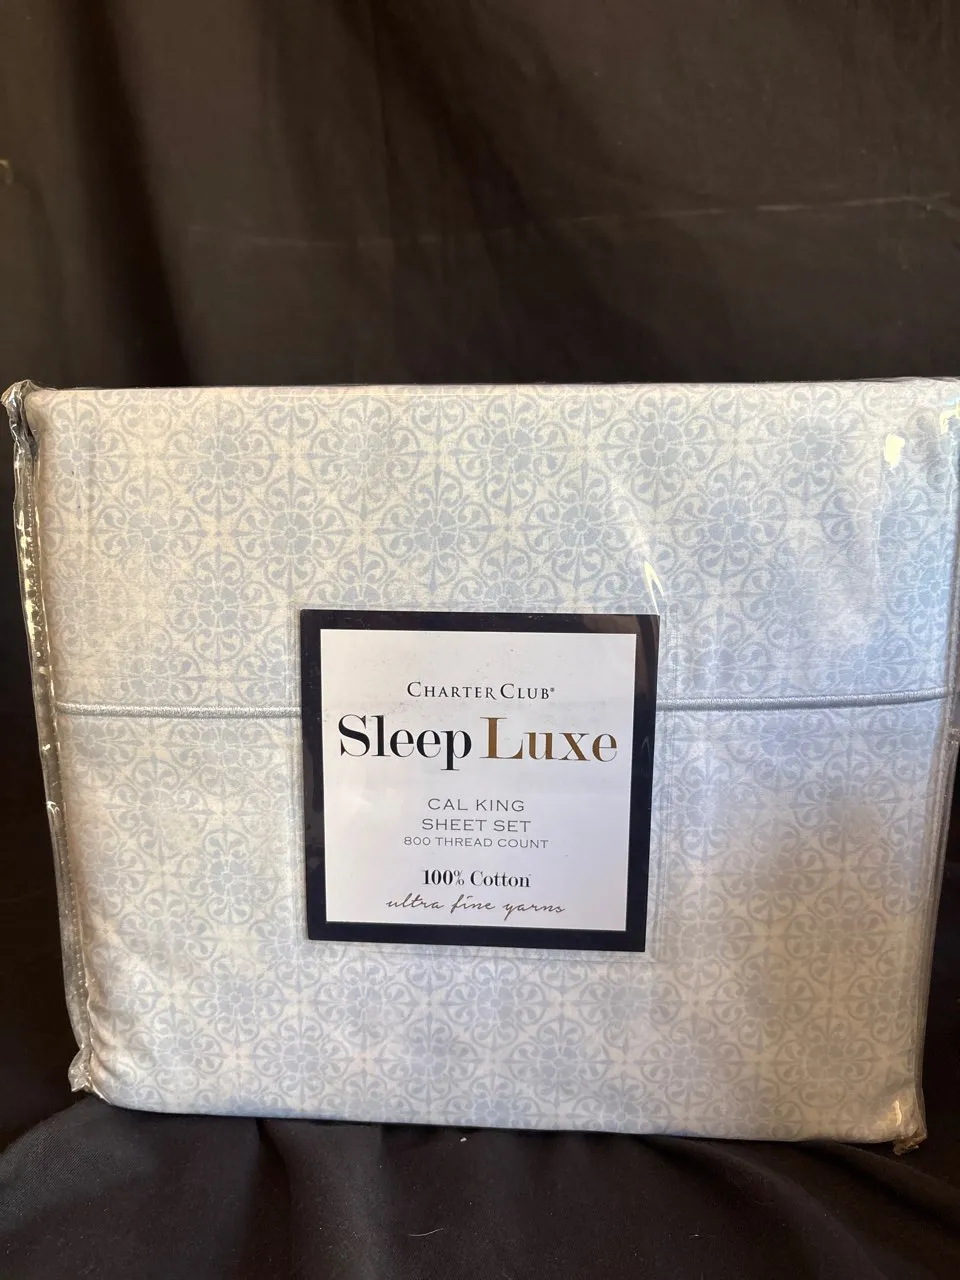 CHARTER CLUB®
Sleep Luxe
CAL KING
SHEET SET
800 THREAD COUNT
100% Cotton
ultra fine yarns